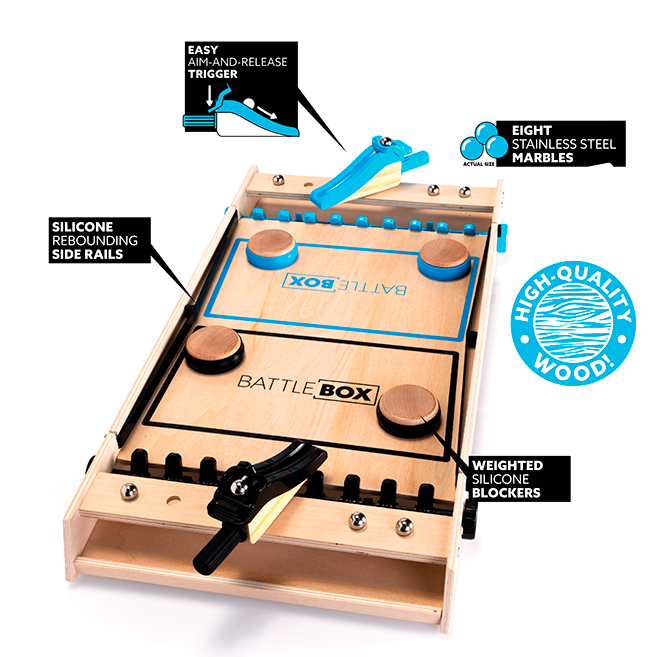 EASY
AIM-AND-RELEASE
TRIGGER
ACTUAL SIZE
EIGHT
STAINLESS STEEL
MARBLES
SILICONE
REBOUNDING
SIDE RAILS
BATTLE BOX
HIGH-QUALITY
WOOD!
BATTLE BOX
WEIGHTED
SILICONE
BLOCKERS